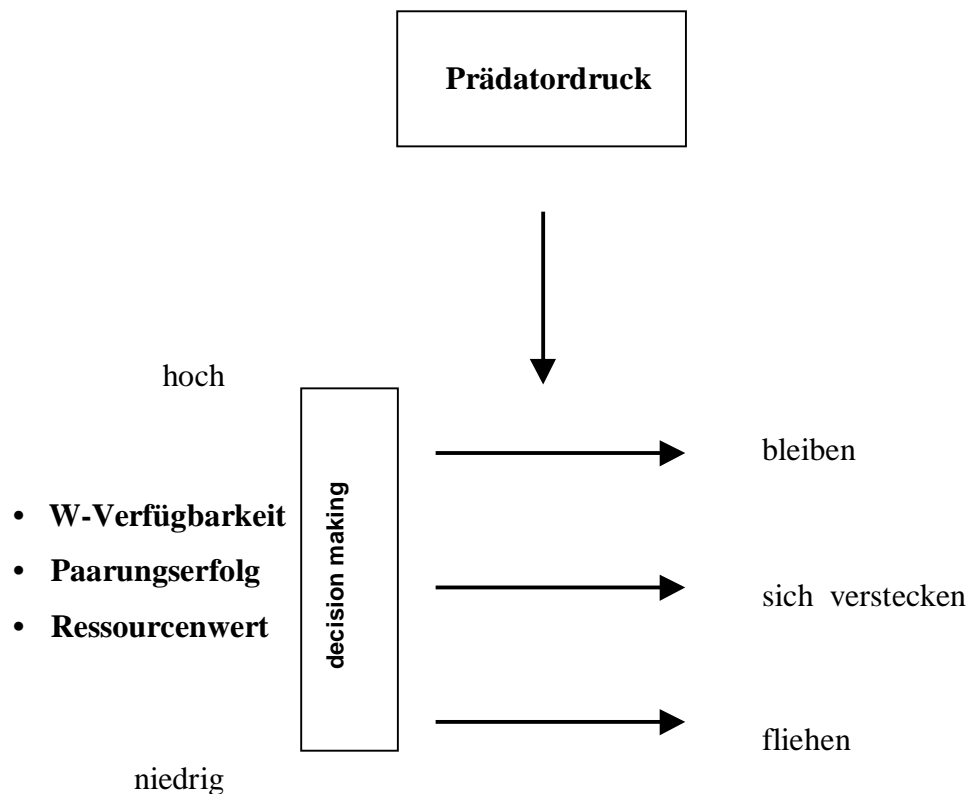 Prädatordruck
hoch
bleiben
• W-Verfügbarkeit
• Paarungserfolg
• Ressourcenwert
decision making
sich verstecken
fliehen
niedrig